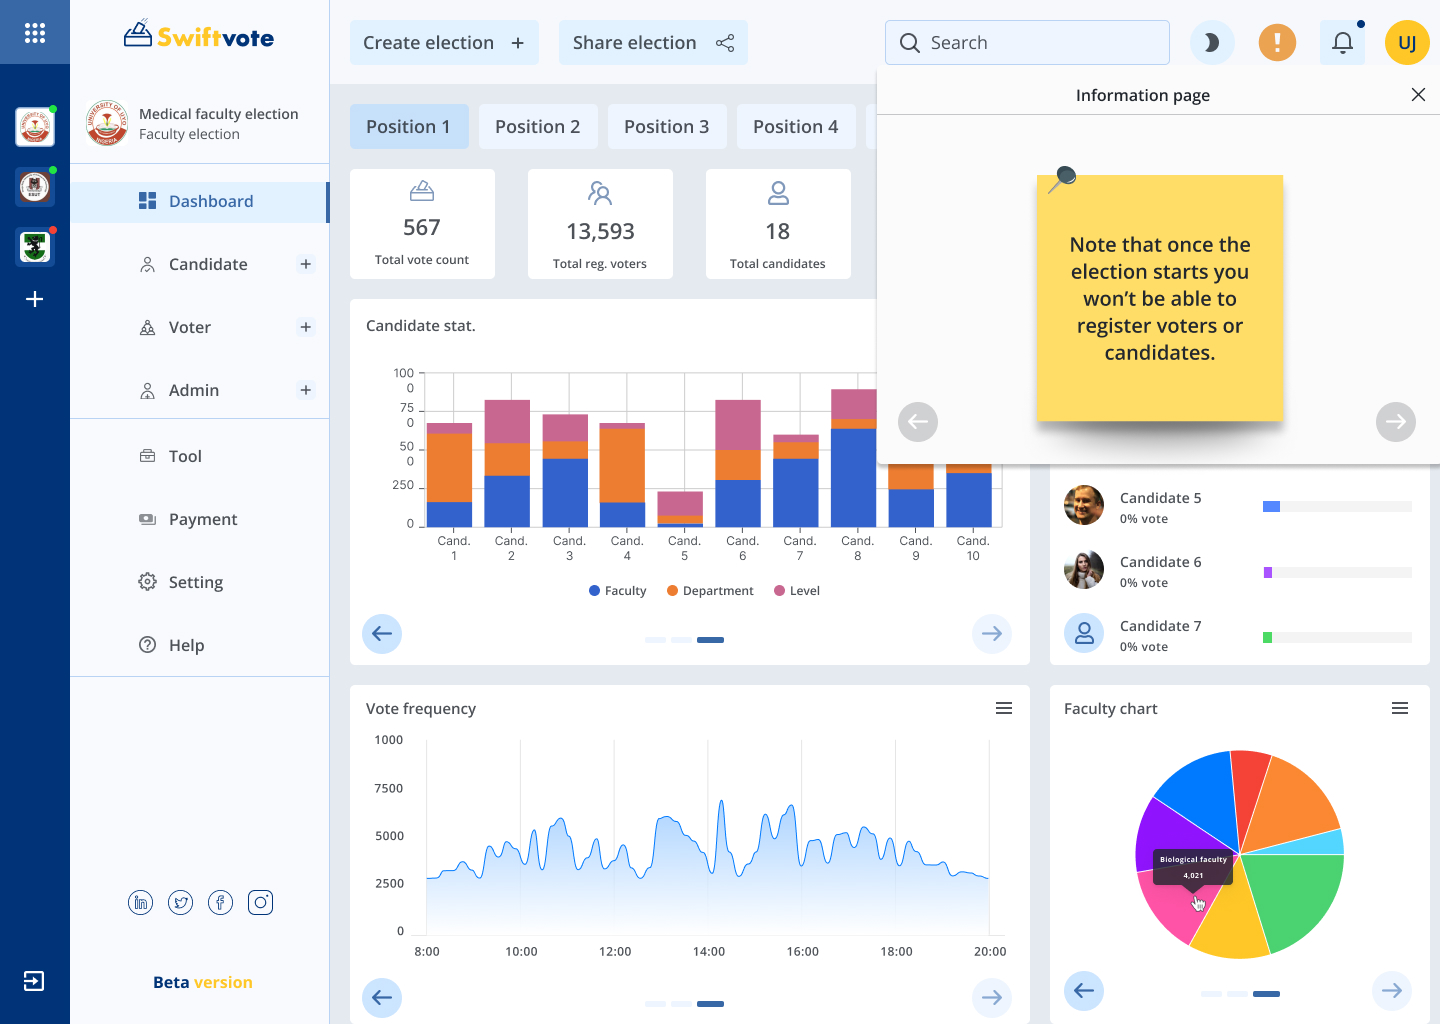 Swiftvote
Create election +
Share election
Search
!
UJ
Medical faculty election
Faculty election
Dashboard
Candidate +
Voter +
Admin +
Tool
Payment
Setting
Help
Beta version
Position 1
Position 2
Position 3
Position 4
567
Total vote count
13,593
Total reg. voters
18
Total candidates
Information page
Note that once the
election starts you
won’t be able to
register voters or
candidates.
Candidate stat.
100
0
75
0
50
0
250
0
Cand.
1
Cand.
2
Cand.
3
Cand.
4
Cand.
5
Cand.
6
Cand.
7
Cand.
8
Cand.
9
Cand.
10
Faculty
Department
Level
Candidate 5
0% vote
Candidate 6
0% vote
Candidate 7
0% vote
Vote frequency
1000
7500
5000
2500
0
8:00
10:00
12:00
14:00
16:00
18:00
20:00
Faculty chart
Biological faculty
4,021